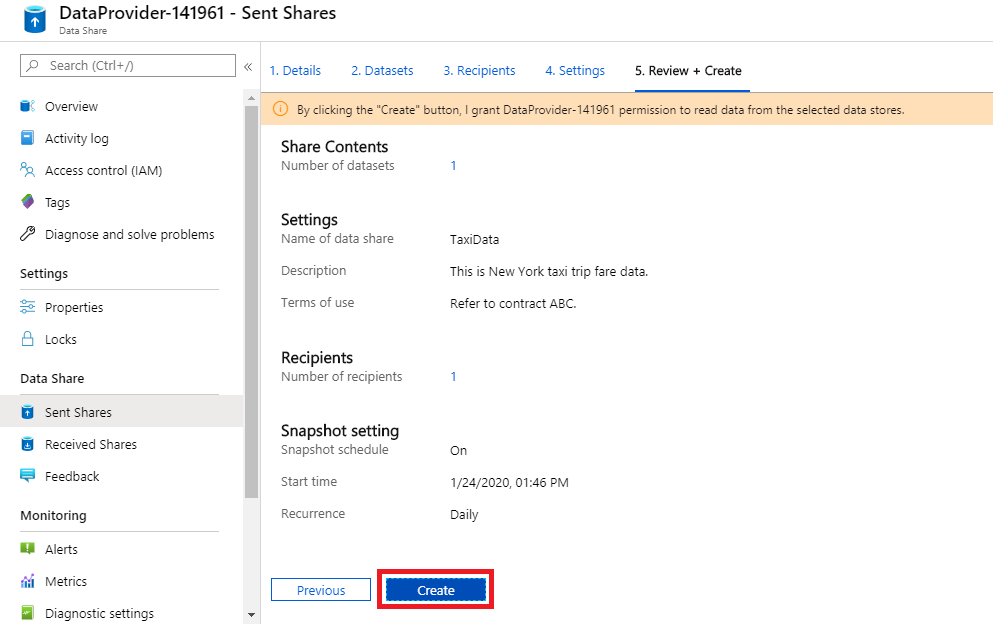 DataProvider-141961 - Sent Shares
Data Share
Search (Ctrl+/)
«
Overview
Activity log
Access control (IAM)
Tags
Diagnose and solve problems
Settings
Properties
Locks
Data Share
Sent Shares
Received Shares
Feedback
Monitoring
Alerts
Metrics
Diagnostic settings
1. Details 2. Datasets 3. Recipients 4. Settings 5. Review + Create
By clicking the "Create" button, I grant DataProvider-141961 permission to read data from the selected data stores.
Share Contents
Number of datasets 1
Settings
Name of data share TaxiData
Description This is New York taxi trip fare data.
Terms of use Refer to contract ABC.
Recipients
Number of recipients 1
Snapshot setting
Snapshot schedule On
Start time 1/24/2020, 01:46 PM
Recurrence Daily
Previous Create